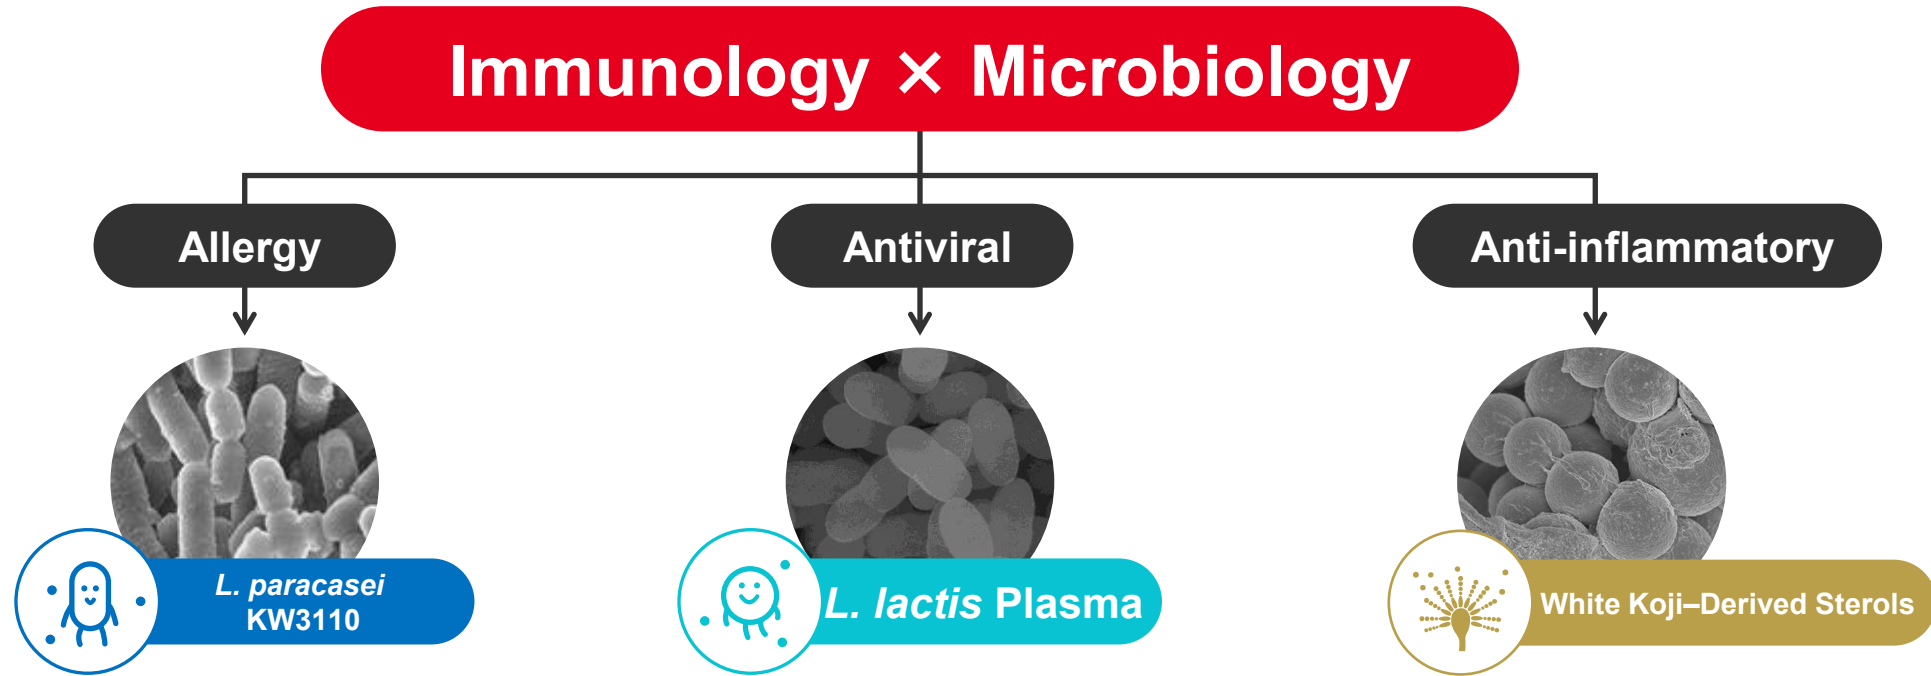 Immunology × Microbiology
Allergy
Antiviral
Anti-inflammatory
L. paracasei
KW3110
L. lactis Plasma
White Koji–Derived Sterols